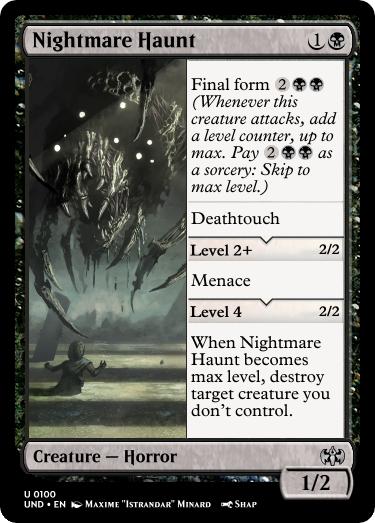 Nightmare Haunt 1
Final form 2
(Whenever this
creature attacks, add
a level counter, up to
max. Pay 2 as
a sorcery: Skip to
max level.)
Deathtouch
Level 2+ 2/2
Menace
Level 4 2/2
When Nightmare
Haunt becomes
max level, destroy
target creature you
don't control.
Creature — Horror
1/2
U 0100
UND • EN Maxime "Istrandar" Minard Shap